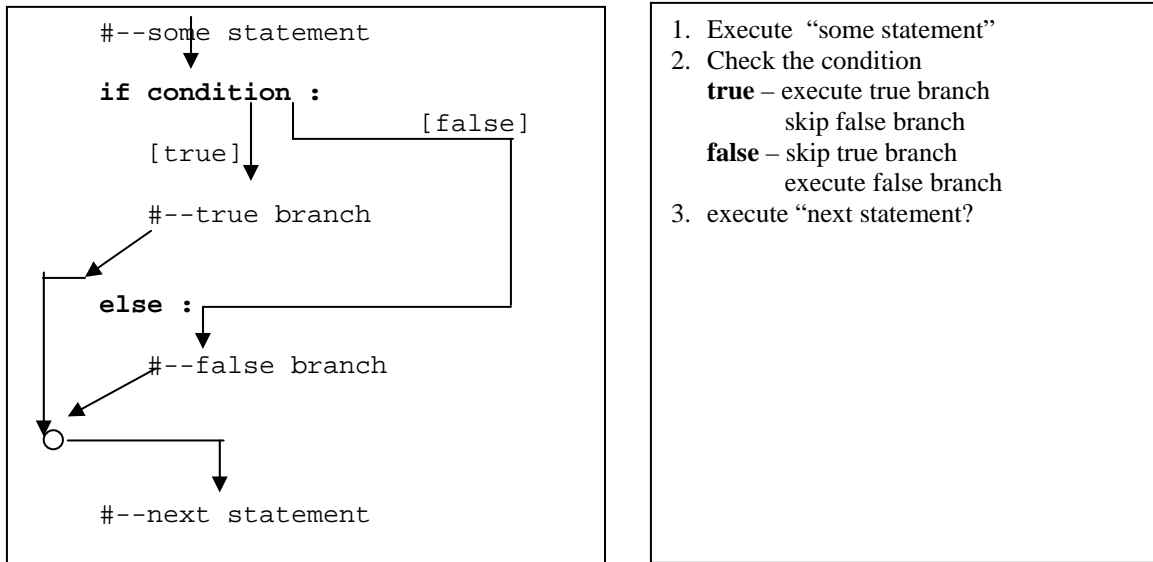 #--some statement
if condition :
[false]
[true]
#--true branch
else :
#--false branch
#--next statement
1. Execute “some statement”
2. Check the condition
true – execute true branch
skip false branch
false – skip true branch
execute false branch
3. execute “next statement?